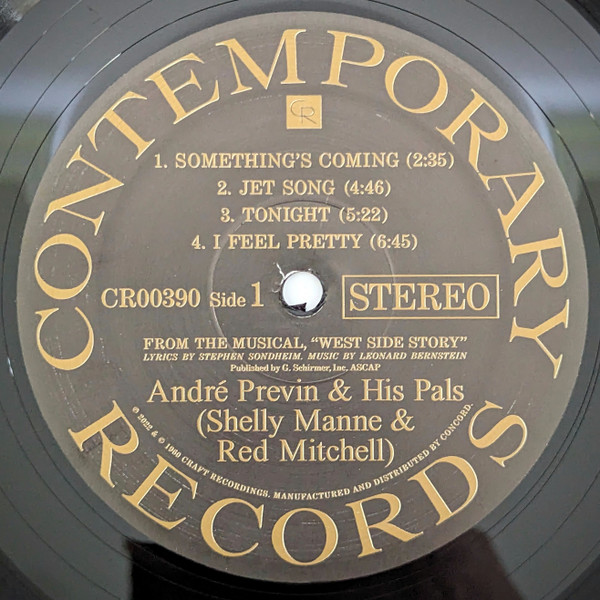 CONTEMPORARY
CR
1. SOMETHING'S COMING (2:35)
2. JET SONG (4:46)
3. TONIGHT (5:22)
4. I FEEL PRETTY (6:45)
CR00390 Side 1
STEREO
FROM THE MUSICAL, “WEST SIDE STORY”
LYRICS BY STEPHEN SONDHEIM. MUSIC BY LEONARD BERNSTEIN
Published by G. Schirmer, Inc. ASCAP
André Previn & His Pals
(Shelly Manne &
Red Mitchell)
℗ 2022 & © 1960 CRAFT RECORDINGS. MANUFACTURED AND DISTRIBUTED BY CONCORD.
RECORDS